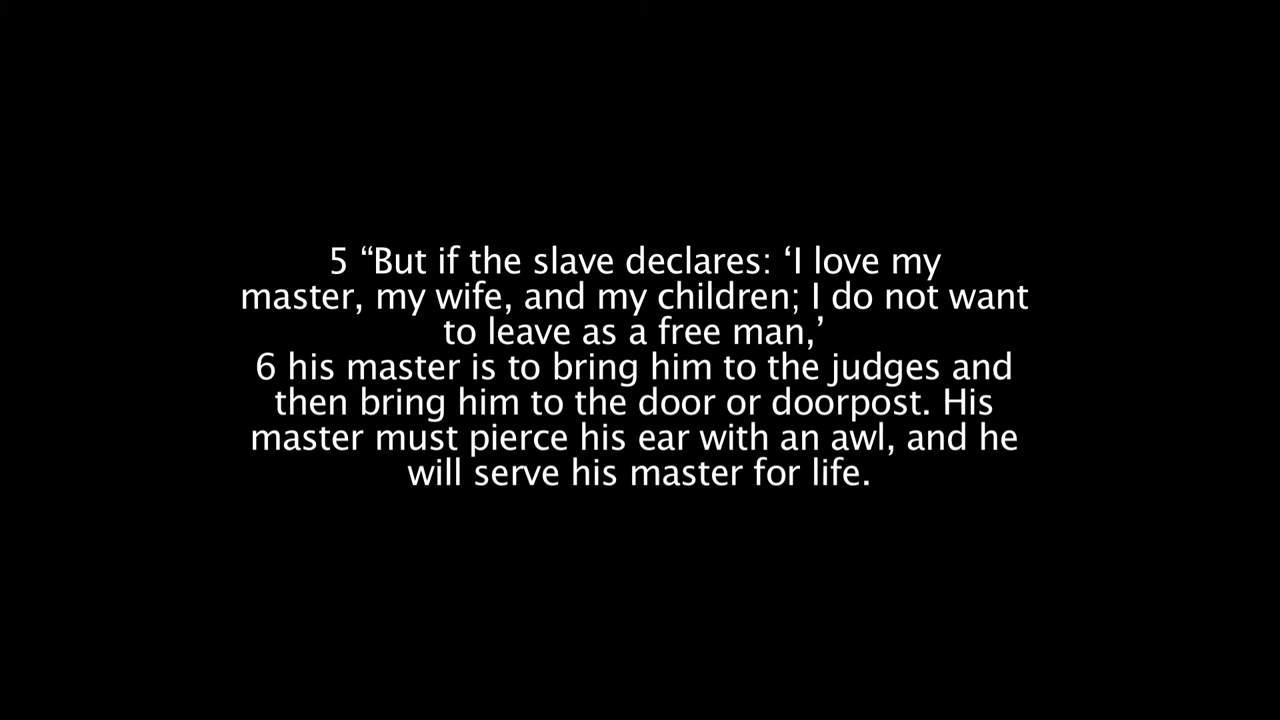 5 “But if the slave declares: ‘I love my
master, my wife, and my children; I do not want
to leave as a free man,’
6 his master is to bring him to the judges and
then bring him to the door or doorpost. His
master must pierce his ear with an awl, and he
will serve his master for life.